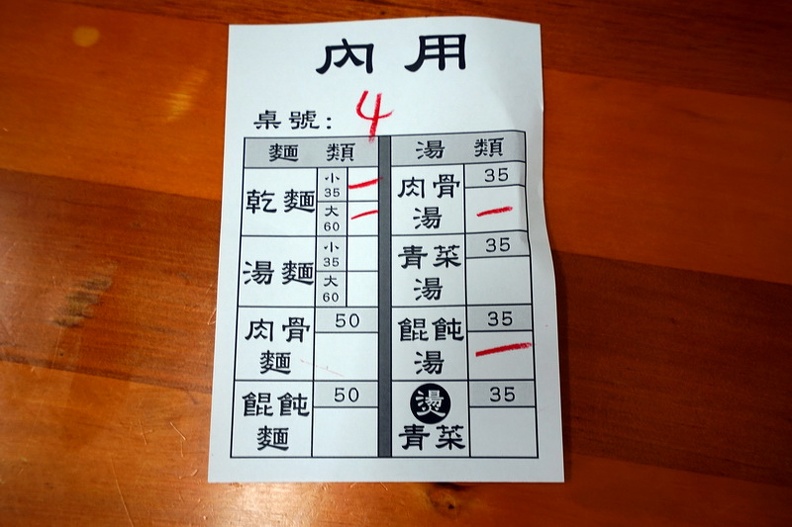 內用
桌號: 4
麵類
乾麵
小
35
大
60
湯麵
小
35
大
60
肉骨
麵
50
餛飩
麵
50
湯類
肉骨
湯
35
青菜
湯
35
餛飩
湯
35
燙
青菜
35